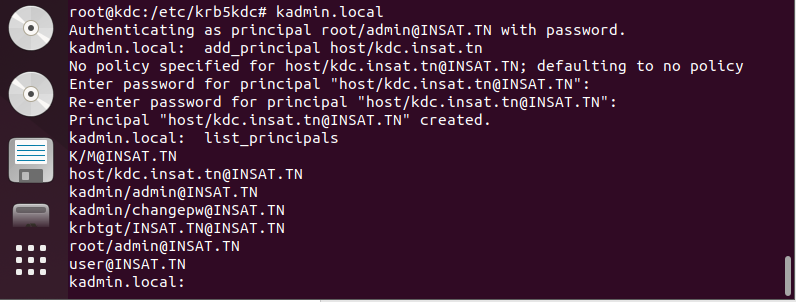 root@kdc:/etc/krb5kdc# kadmin.local
Authenticating as principal root/admin@INSAT.TN with password.
kadmin.local:  add_principal host/kdc.insat.tn
No policy specified for host/kdc.insat.tn@INSAT.TN; defaulting to no policy
Enter password for principal "host/kdc.insat.tn@INSAT.TN":
Re-enter password for principal "host/kdc.insat.tn@INSAT.TN":
Principal "host/kdc.insat.tn@INSAT.TN" created.
kadmin.local:  list_principals
K/M@INSAT.TN
host/kdc.insat.tn@INSAT.TN
kadmin/admin@INSAT.TN
kadmin/changepw@INSAT.TN
krbtgt/INSAT.TN@INSAT.TN
root/admin@INSAT.TN
user@INSAT.TN
kadmin.local: